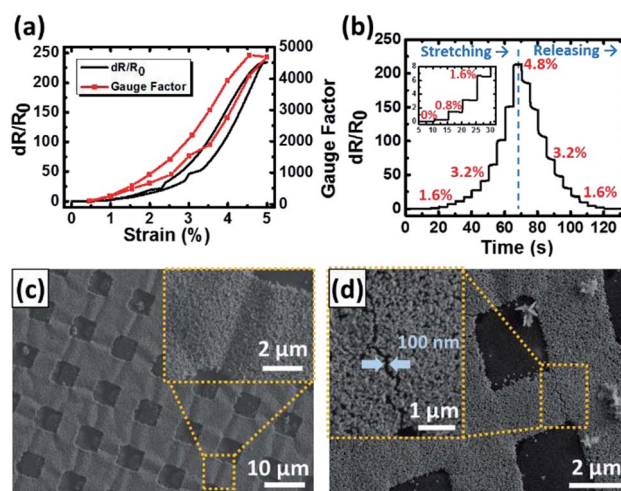 (a)
250
200
150
100
50
0
dR/R₀
dR/R₀
Gauge Factor
5000
4000
3000
2000
1000
0
Gauge Factor
0 1 2 3 4 5
Strain (%)
(b)
250
200
150
100
50
0
dR/R₀
Stretching → Releasing →
8
6
4
2
0
5 10 15 20 25 30
0%
0.8%
1.6%
4.8%
3.2%
3.2%
1.6%
1.6%
0 20 40 60 80 100 120
Time (s)
(c)
2 μm
10 μm
(d)
100 nm
1 μm
2 μm